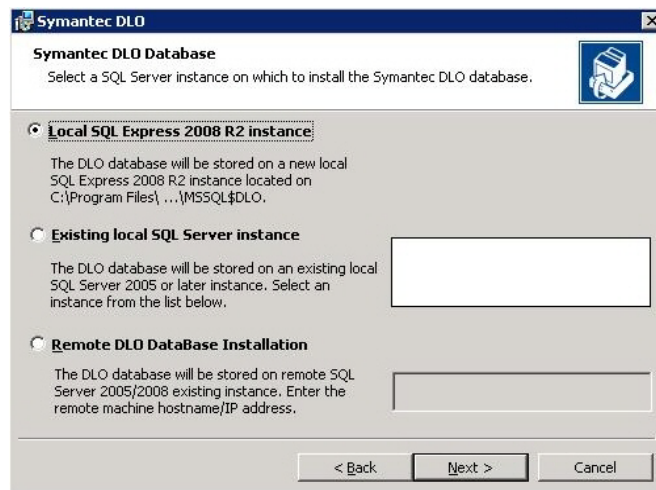 Symantec DLO
Symantec DLO Database
Select a SQL Server instance on which to install the Symantec DLO database.
Local SQL Express 2008 R2 instance
The DLO database will be stored on a new local
SQL Express 2008 R2 instance located on
C:\Program Files\ ...\MSSQL$DLO.
Existing local SQL Server instance
The DLO database will be stored on an existing local
SQL Server 2005 or later instance. Select an
instance from the list below.
Remote DLO DataBase Installation
The DLO database will be stored on remote SQL
Server 2005/2008 existing instance. Enter the
remote machine hostname/IP address.
< Back
Next >
Cancel